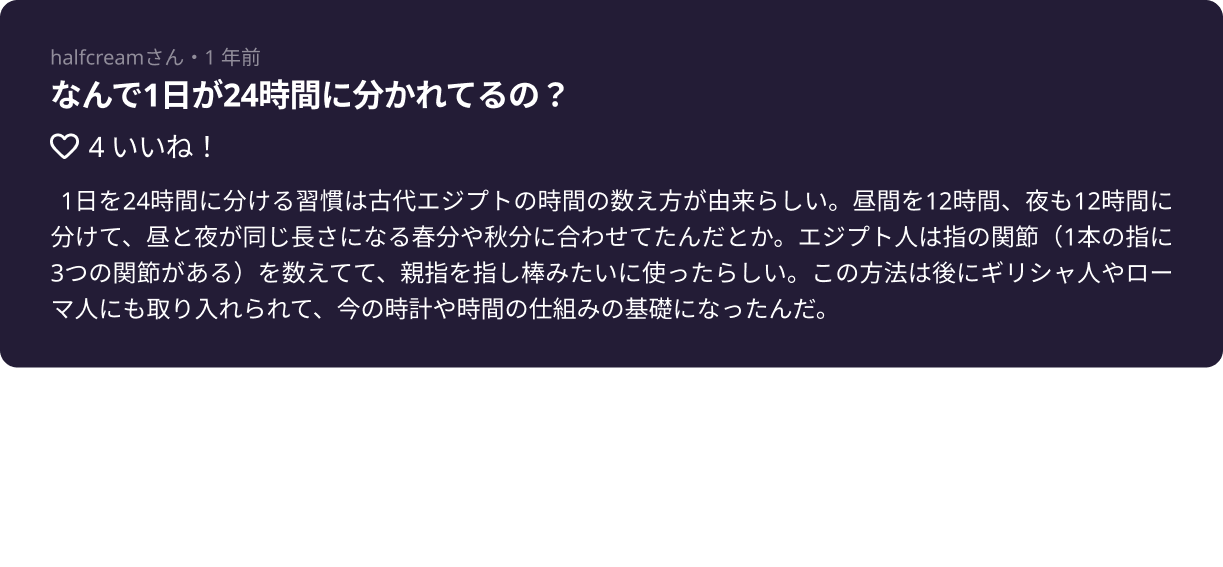 halfcreamさん・1 年前
なんで1日が24時間に分かれてるの？
4 いいね！
1日を24時間に分ける習慣は古代エジプトの時間の数え方が由来らしい。昼間を12時間、夜も12時間に
分けて、昼と夜が同じ長さになる春分や秋分に合わせてたんだとか。エジプト人は指の関節（1本の指に
3つの関節がある）を数えてて、親指を指し棒みたいに使ったらしい。この方法は後にギリシャ人やロー
マ人にも取り入れられて、今の時計や時間の仕組みの基礎になったんだ。